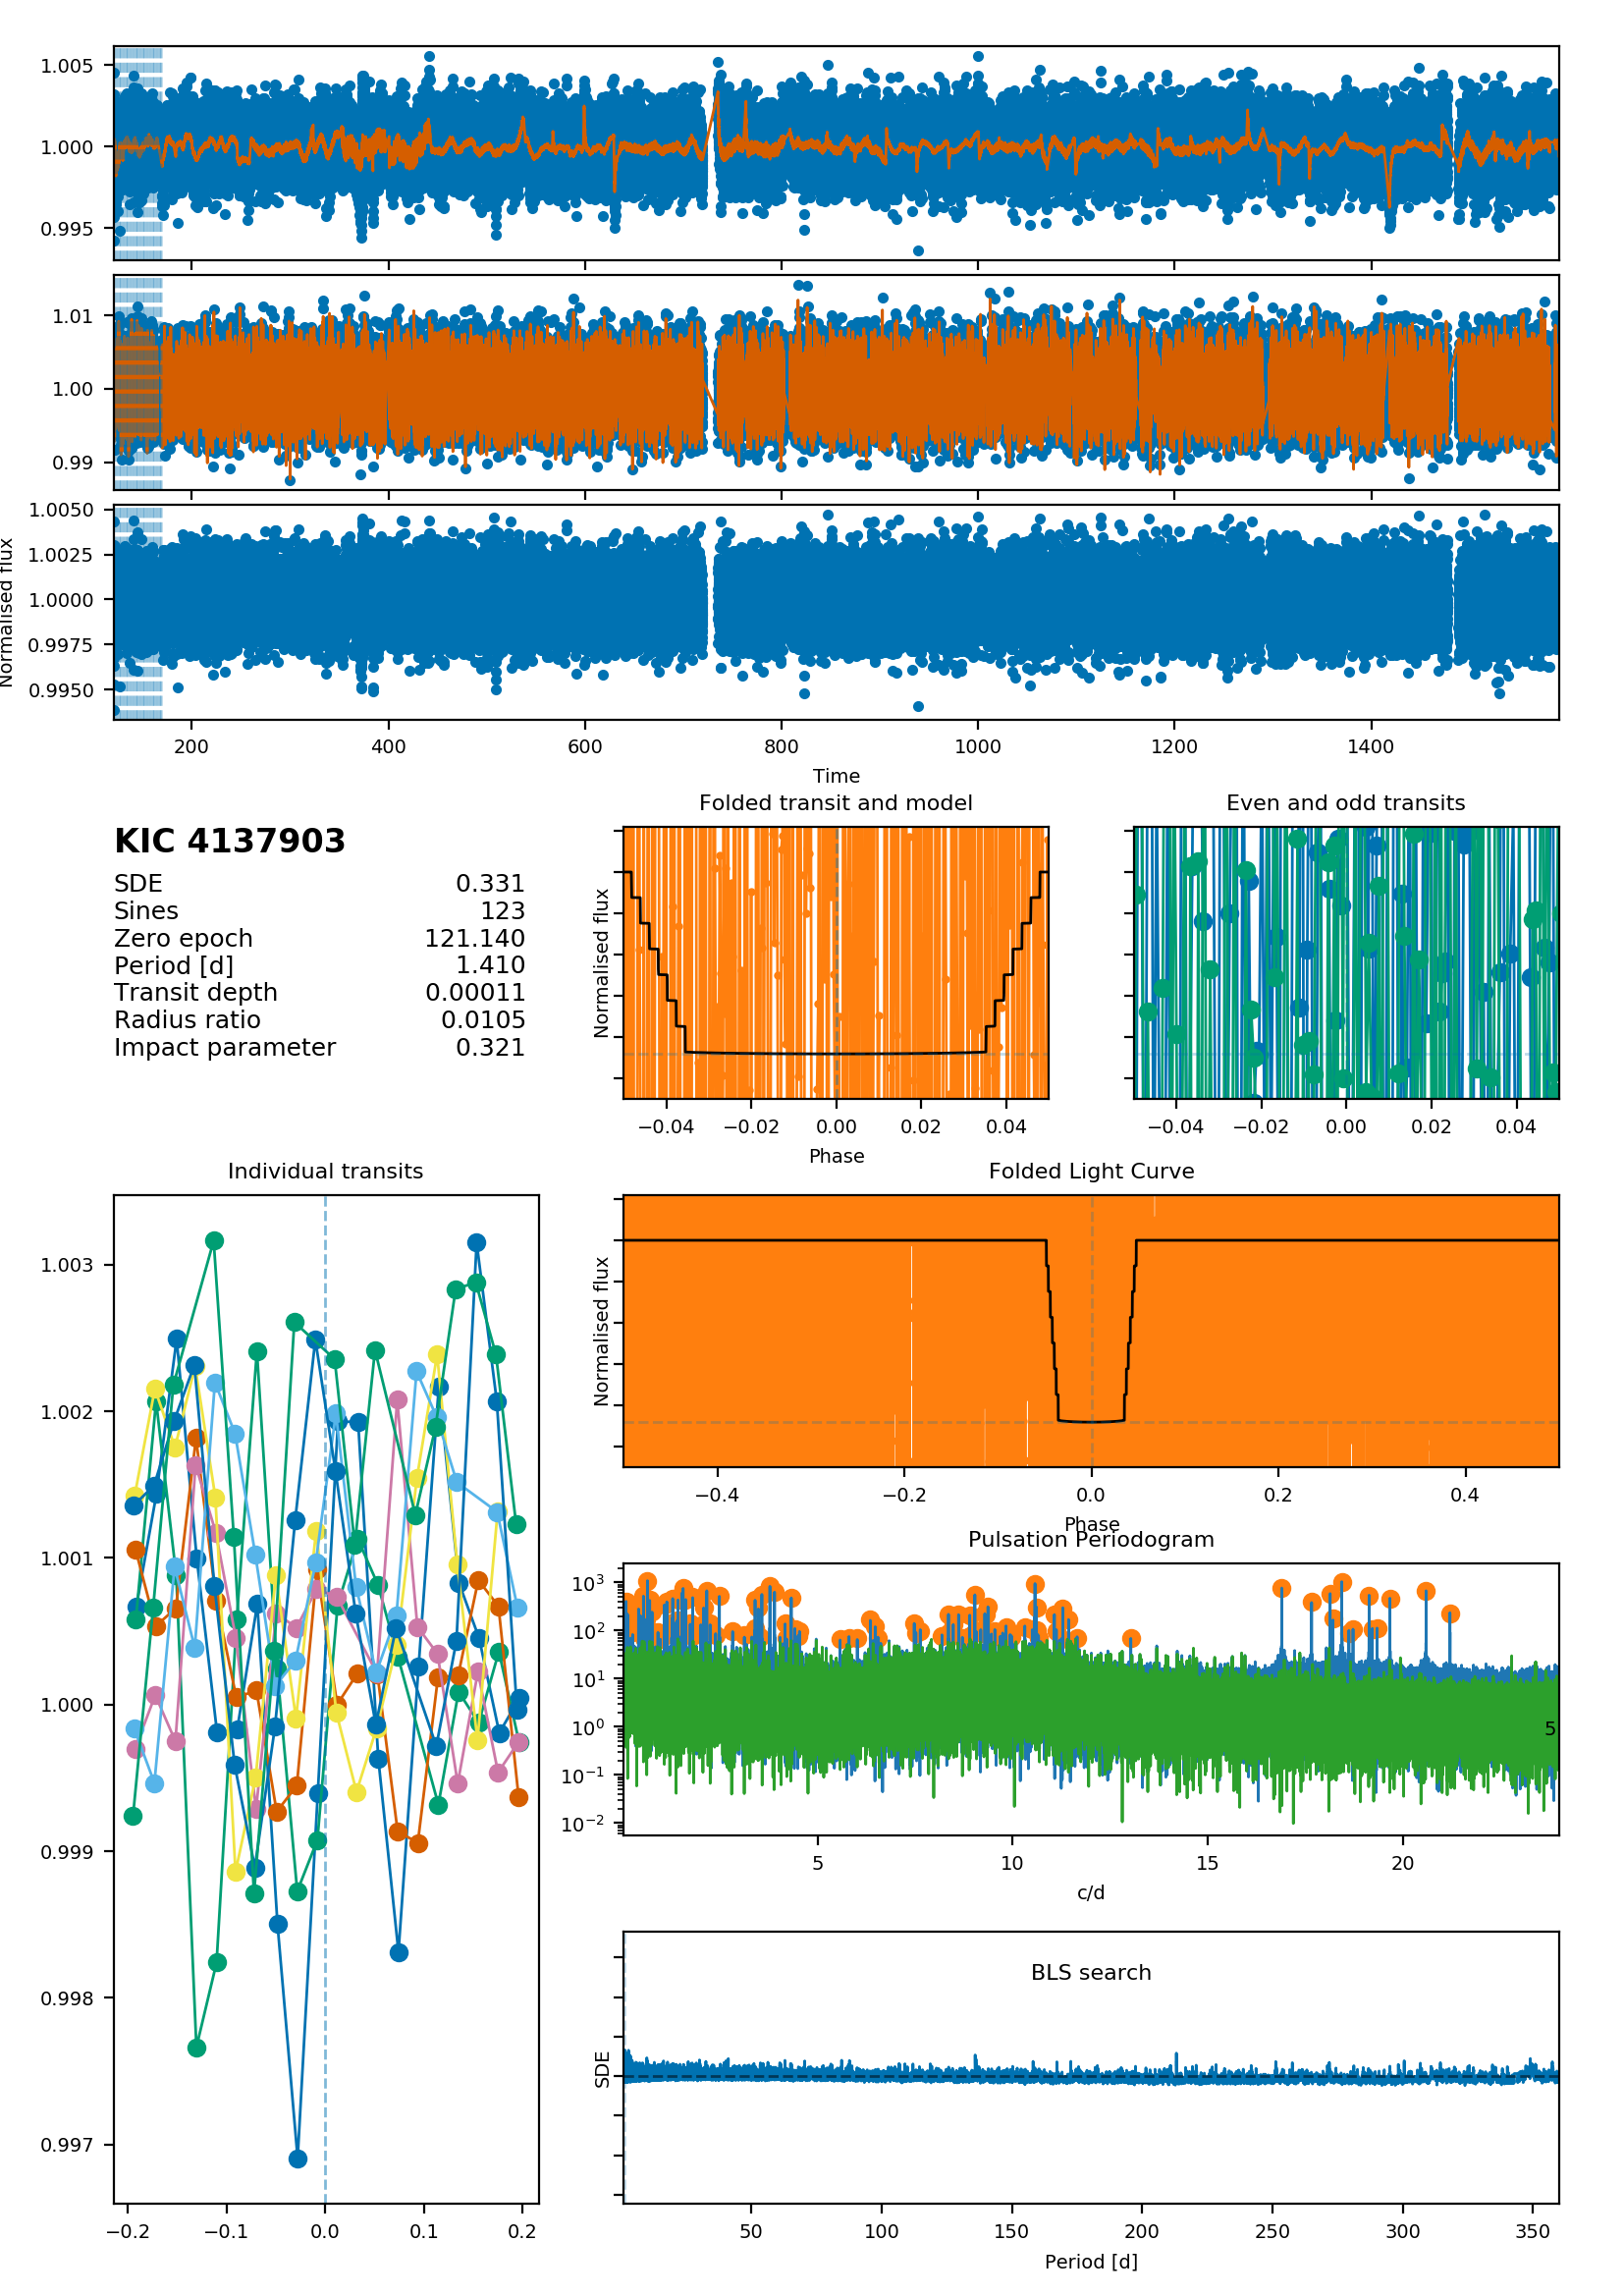 1.005
1.000
0.995
1.01
1.00
0.99
1.0050
1.0025
1.0000
0.9975
0.9950
Normalised flux
200 400 600 800 1000 1200 1400
Time
KIC 4137903
SDE 0.331
Sines 123
Zero epoch 121.140
Period [d] 1.410
Transit depth 0.00011
Radius ratio 0.0105
Impact parameter 0.321
Folded transit and model
Normalised flux
−0.04 −0.02 0.00 0.02 0.04
Phase
Even and odd transits
−0.04 −0.02 0.00 0.02 0.04
Individual transits
1.003
1.002
1.001
1.000
0.999
0.998
0.997
−0.2 −0.1 0.0 0.1 0.2
Folded Light Curve
Normalised flux
−0.4 −0.2 0.0 0.2 0.4
Phase
Pulsation Periodogram
10³
10²
10¹
10⁰
10⁻¹
10⁻²
5
5 10 15 20
c/d
BLS search
SDE
50 100 150 200 250 300 350
Period [d]